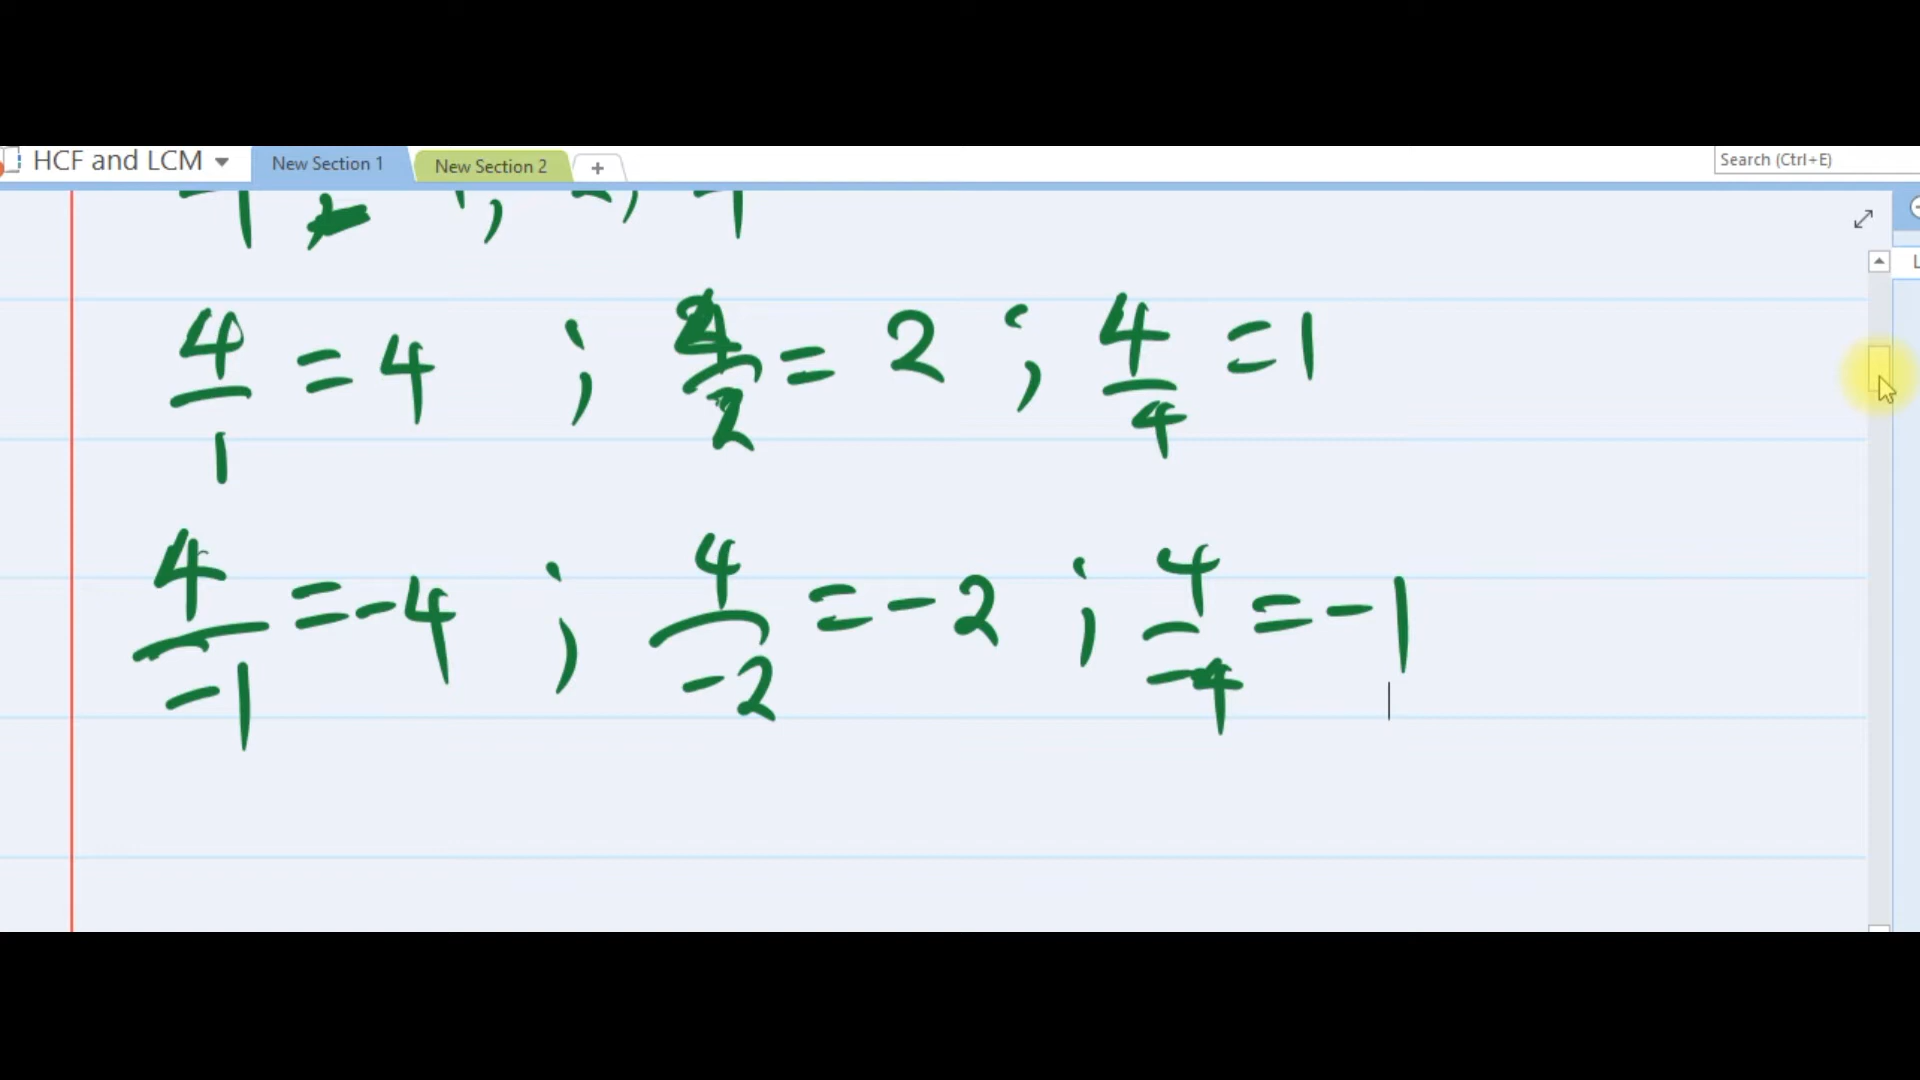 HCF and LCM New Section 1 New Section 2 + Search (Ctrl+E)
4/1 = 4 ; 4/2 = 2 ; 4/4 = 1
4/-1 = -4 ; 4/-2 = -2 ; 4/-4 = -1